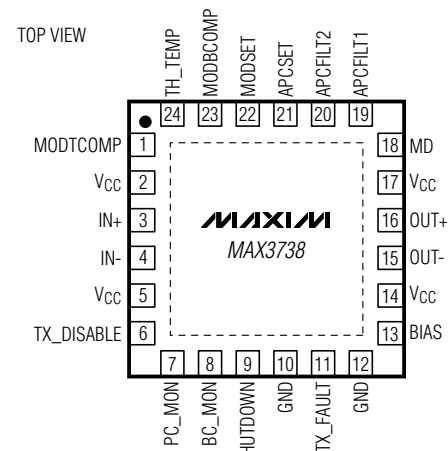 TOP VIEW
TH_TEMP
MODBCOMP
MODSET
APCSET
APCFILT2
APCFILT1
24 23 22 21 20 19
MODTCOMP 1
VCC 2
IN+ 3
IN- 4
VCC 5
TX_DISABLE 6
MAXIM
MAX3738
18 MD
17 VCC
16 OUT+
15 OUT-
14 VCC
13 BIAS
7 8 9 10 11 12
PC_MON
BC_MON
SHUTDOWN
GND
TX_FAULT
GND